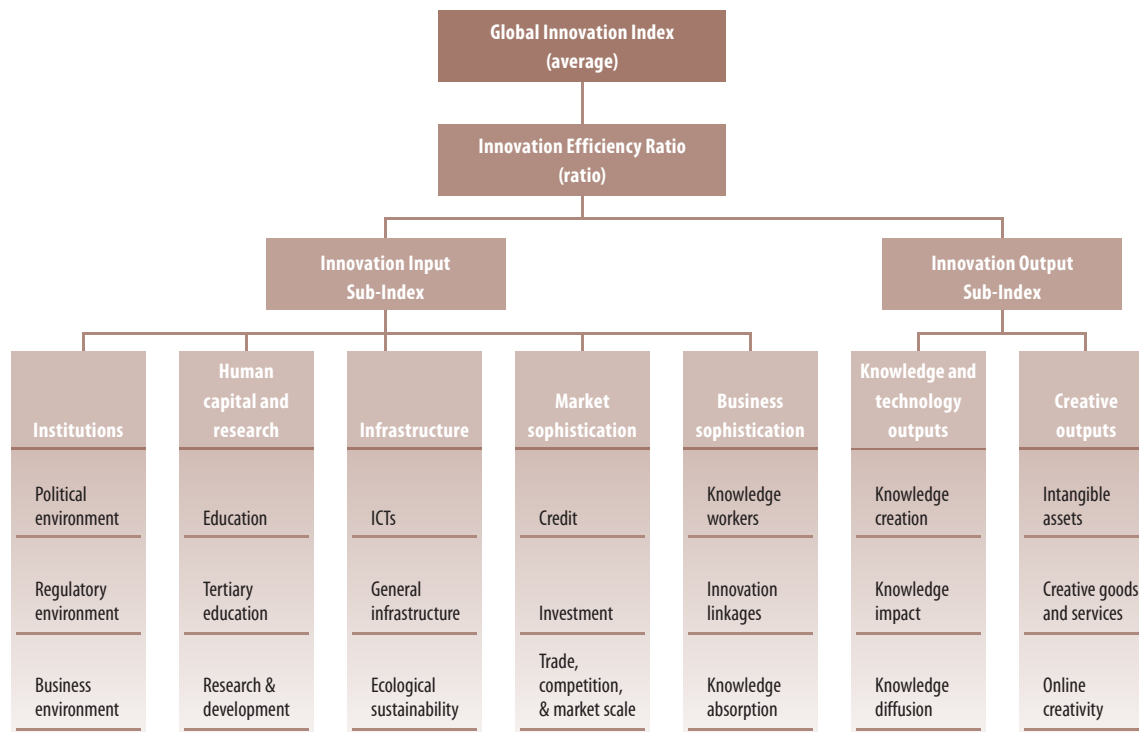 Global Innovation Index
(average)
Innovation Efficiency Ratio
(ratio)
Innovation Input
Sub-Index
Innovation Output
Sub-Index
Institutions
Human
capital and
research
Infrastructure
Market
sophistication
Business
sophistication
Knowledge and
technology
outputs
Creative
outputs
Political
environment
Education
ICTs
Credit
Knowledge
workers
Knowledge
creation
Intangible
assets
Regulatory
environment
Tertiary
education
General
infrastructure
Investment
Innovation
linkages
Knowledge
impact
Creative goods
and services
Business
environment
Research &
development
Ecological
sustainability
Trade,
competition,
& market scale
Knowledge
absorption
Knowledge
diffusion
Online
creativity